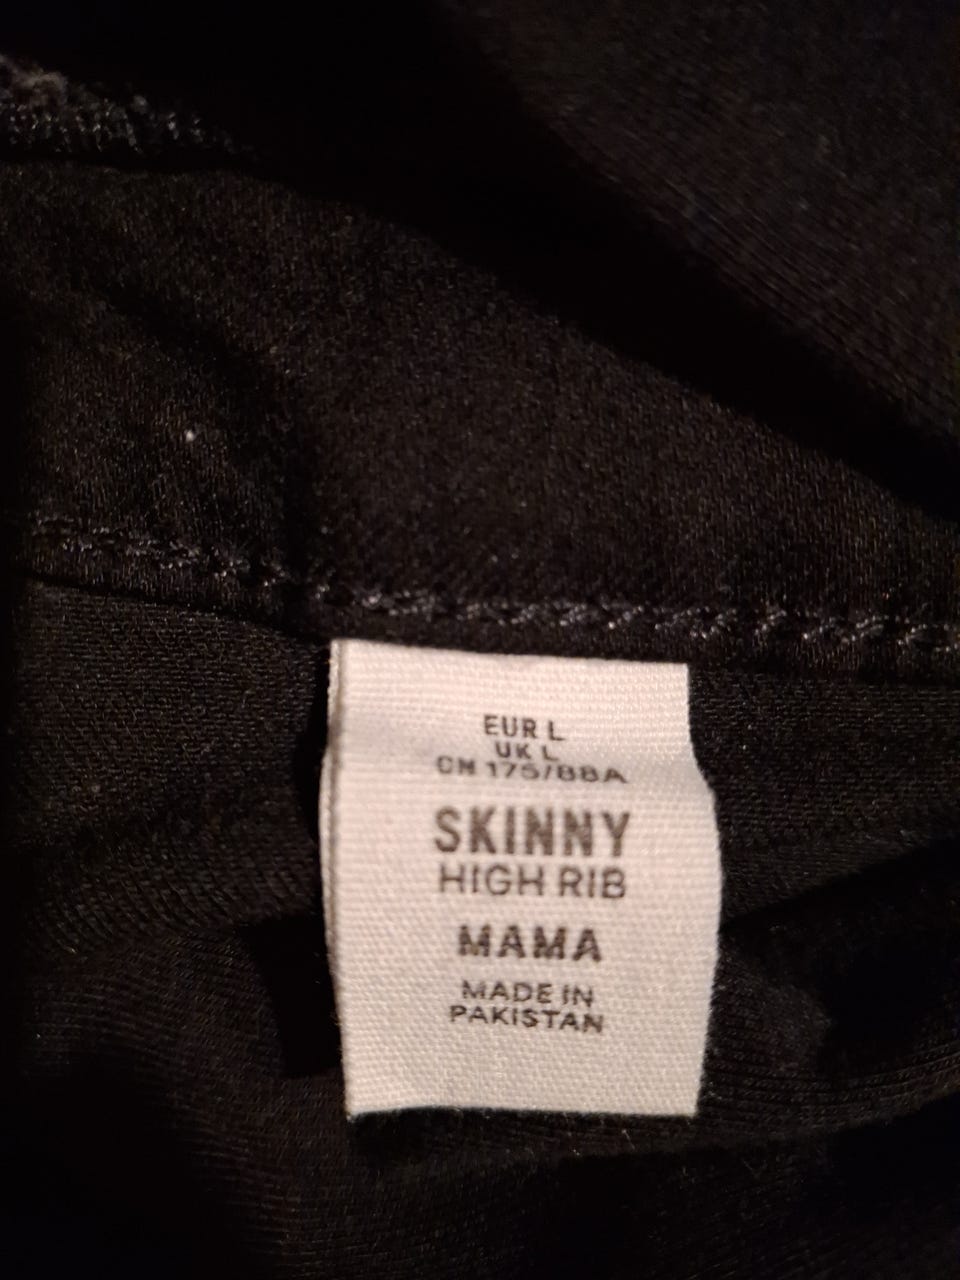 EUR L
UK L
CN 175/88A
SKINNY
HIGH RIB
MAMA
MADE IN
PAKISTAN